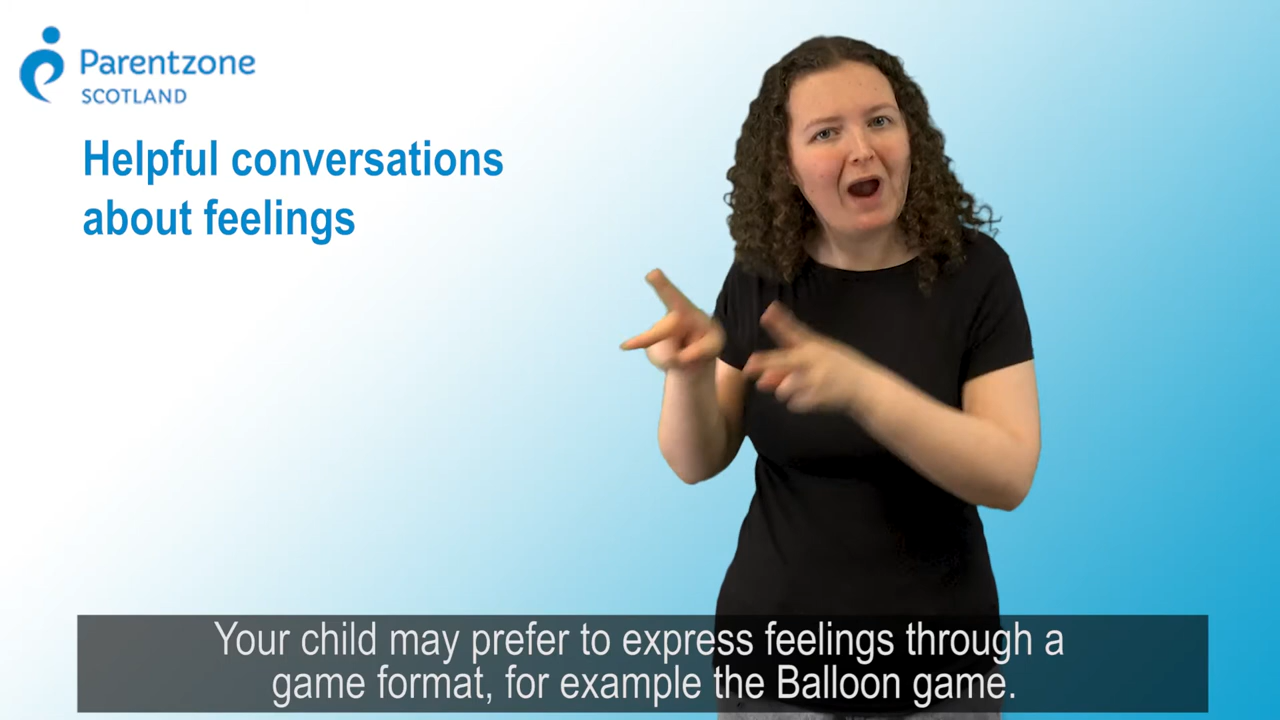 Parentzone
SCOTLAND
Helpful conversations
about feelings
Your child may prefer to express feelings through a
game format, for example the Balloon game.